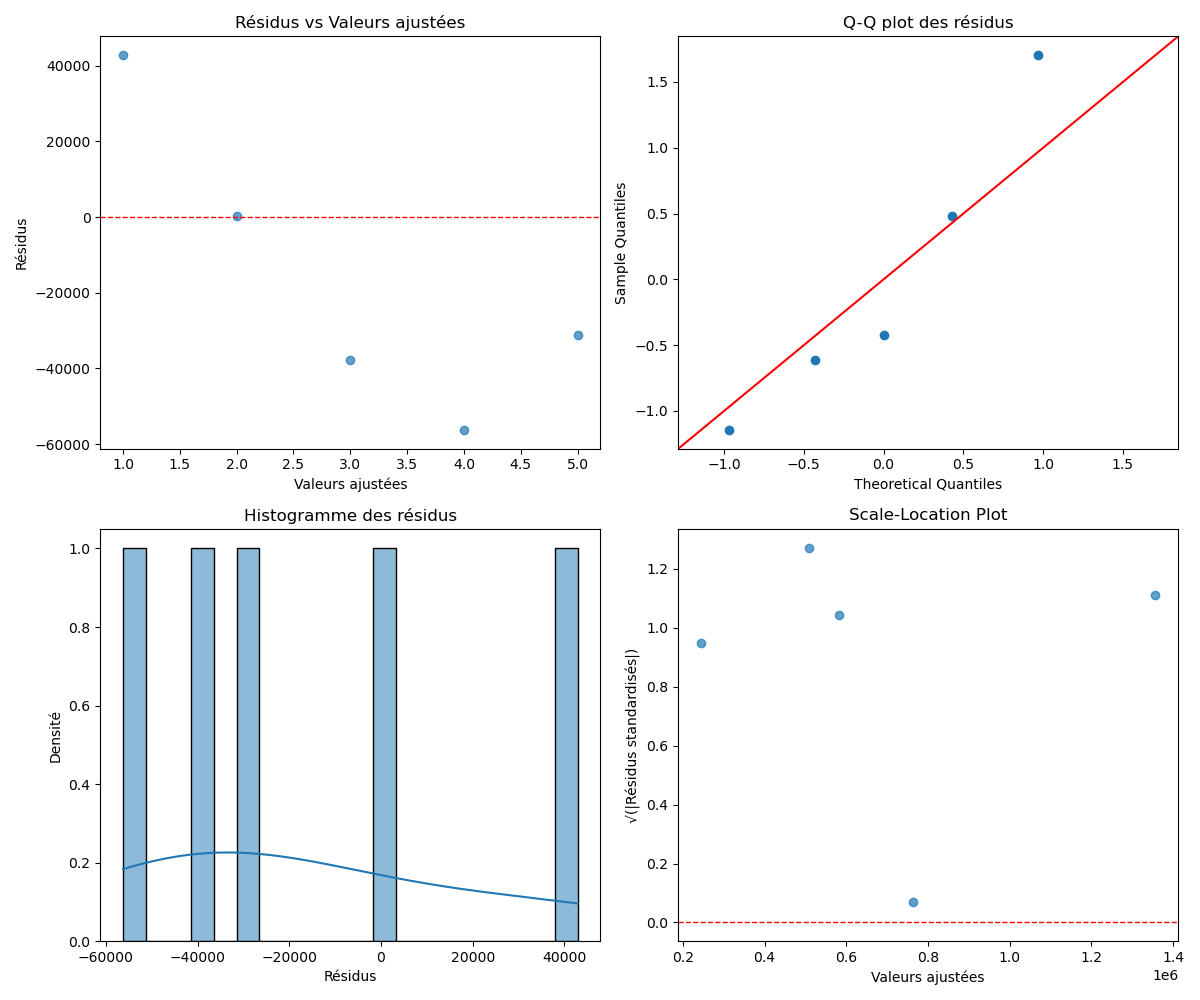 Résidus vs Valeurs ajustées
Résidus
40000
20000
0
−20000
−40000
−60000
1.0 1.5 2.0 2.5 3.0 3.5 4.0 4.5 5.0
Valeurs ajustées
Q-Q plot des résidus
Sample Quantiles
1.5
1.0
0.5
0.0
−0.5
−1.0
−1.0 −0.5 0.0 0.5 1.0 1.5
Theoretical Quantiles
Histogramme des résidus
Densité
1.0
0.8
0.6
0.4
0.2
0.0
−60000 −40000 −20000 0 20000 40000
Résidus
Scale-Location Plot
√(|Résidus standardisés|)
1.2
1.0
0.8
0.6
0.4
0.2
0.0
0.2 0.4 0.6 0.8 1.0 1.2 1.4
1e6
Valeurs ajustées